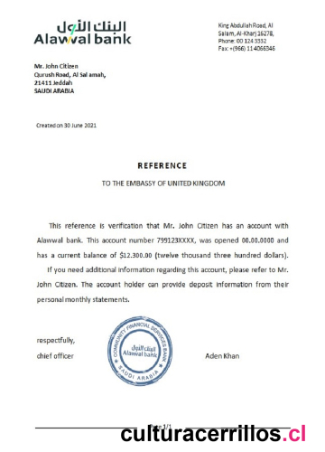 البنك الأول
Alawwal bank
King Abdullah Road, Al
Salam, Al-Kharj 16278,
Phone: 00 124 3332
Fax: +(966) 114066346
Mr. John Citizen
Qurush Road, Al Salamah,
21411 Jeddah
SAUDI ARABIA
Created on 30 June 2021
REFERENCE
TO THE EMBASSY OF UNITED KINGDOM
This reference is verification that Mr. John Citizen has an account with
Alawwal bank. This account number 799123XXXX, was opened 00.00.0000 and
has a current balance of $12.300.00 (twelve thousand three hundred dollars).
If you need additional information regarding this account, please refer to Mr.
John Citizen. The account holder can provide deposit information from their
personal monthly statements.
respectfully,
chief officer
COMMUNITY FINANCIAL SERVICES BANK
البنك الأول
Alawwal bank
SAUDI ARABIA
Aden Khan
culturacerrillos.cl